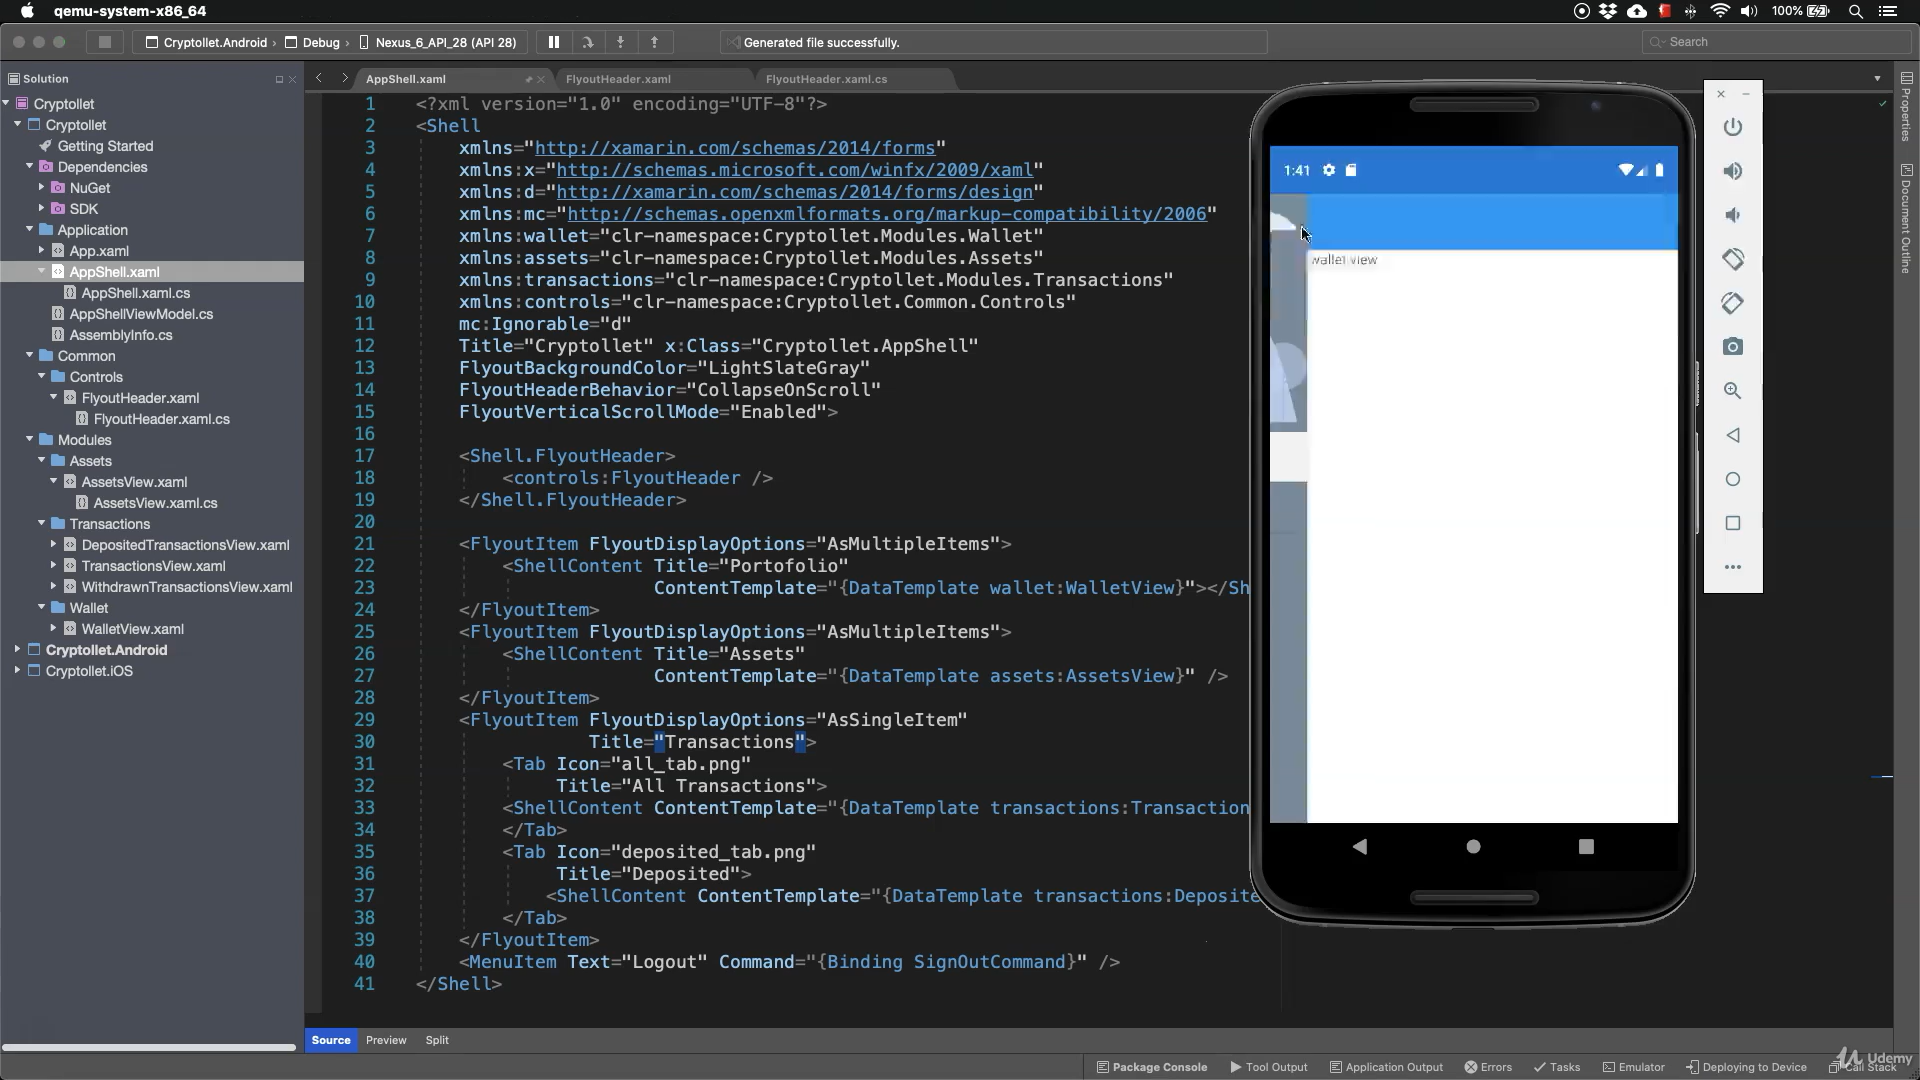 qemu-system-x86_64
100%
Cryptollet.Android
Debug
Nexus_6_API_28 (API 28)
Generated file successfully.
Search
Solution
AppShell.xaml
FlyoutHeader.xaml
FlyoutHeader.xaml.cs
Cryptollet
Cryptollet
Getting Started
Dependencies
NuGet
SDK
Application
App.xaml
AppShell.xaml
AppShell.xaml.cs
AppShellViewModel.cs
AssemblyInfo.cs
Common
Controls
FlyoutHeader.xaml
FlyoutHeader.xaml.cs
Modules
Assets
AssetsView.xaml
AssetsView.xaml.cs
Transactions
DepositedTransactionsView.xaml
TransactionsView.xaml
WithdrawnTransactionsView.xaml
Wallet
WalletView.xaml
Cryptollet.Android
Cryptollet.iOS
1 <?xml version="1.0" encoding="UTF-8"?>
2 <Shell
3 xmlns="http://xamarin.com/schemas/2014/forms"
4 xmlns:x="http://schemas.microsoft.com/winfx/2009/xaml"
5 xmlns:d="http://xamarin.com/schemas/2014/forms/design"
6 xmlns:mc="http://schemas.openxmlformats.org/markup-compatibility/2006"
7 xmlns:wallet="clr-namespace:Cryptollet.Modules.Wallet"
8 xmlns:assets="clr-namespace:Cryptollet.Modules.Assets"
9 xmlns:transactions="clr-namespace:Cryptollet.Modules.Transactions"
10 xmlns:controls="clr-namespace:Cryptollet.Common.Controls"
11 mc:Ignorable="d"
12 Title="Cryptollet" x:Class="Cryptollet.AppShell"
13 FlyoutBackgroundColor="LightSlateGray"
14 FlyoutHeaderBehavior="CollapseOnScroll"
15 FlyoutVerticalScrollMode="Enabled">
16
17 <Shell.FlyoutHeader>
18 <controls:FlyoutHeader />
19 </Shell.FlyoutHeader>
20
21 <FlyoutItem FlyoutDisplayOptions="AsMultipleItems">
22 <ShellContent Title="Portofolio"
23 ContentTemplate="{DataTemplate wallet:WalletView}"></Sh
24 </FlyoutItem>
25 <FlyoutItem FlyoutDisplayOptions="AsMultipleItems">
26 <ShellContent Title="Assets"
27 ContentTemplate="{DataTemplate assets:AssetsView}" />
28 </FlyoutItem>
29 <FlyoutItem FlyoutDisplayOptions="AsSingleItem"
30 Title="Transactions">
31 <Tab Icon="all_tab.png"
32 Title="All Transactions">
33 <ShellContent ContentTemplate="{DataTemplate transactions:Transaction
34 </Tab>
35 <Tab Icon="deposited_tab.png"
36 Title="Deposited">
37 <ShellContent ContentTemplate="{DataTemplate transactions:Deposite
38 </Tab>
39 </FlyoutItem>
40 <MenuItem Text="Logout" Command="{Binding SignOutCommand}" />
41 </Shell>
1:41
wallet view
Properties
Document Outline
Source
Preview
Split
Package Console
Tool Output
Application Output
Errors
Tasks
Emulator
Deploying to Device
Call Stack
Udemy